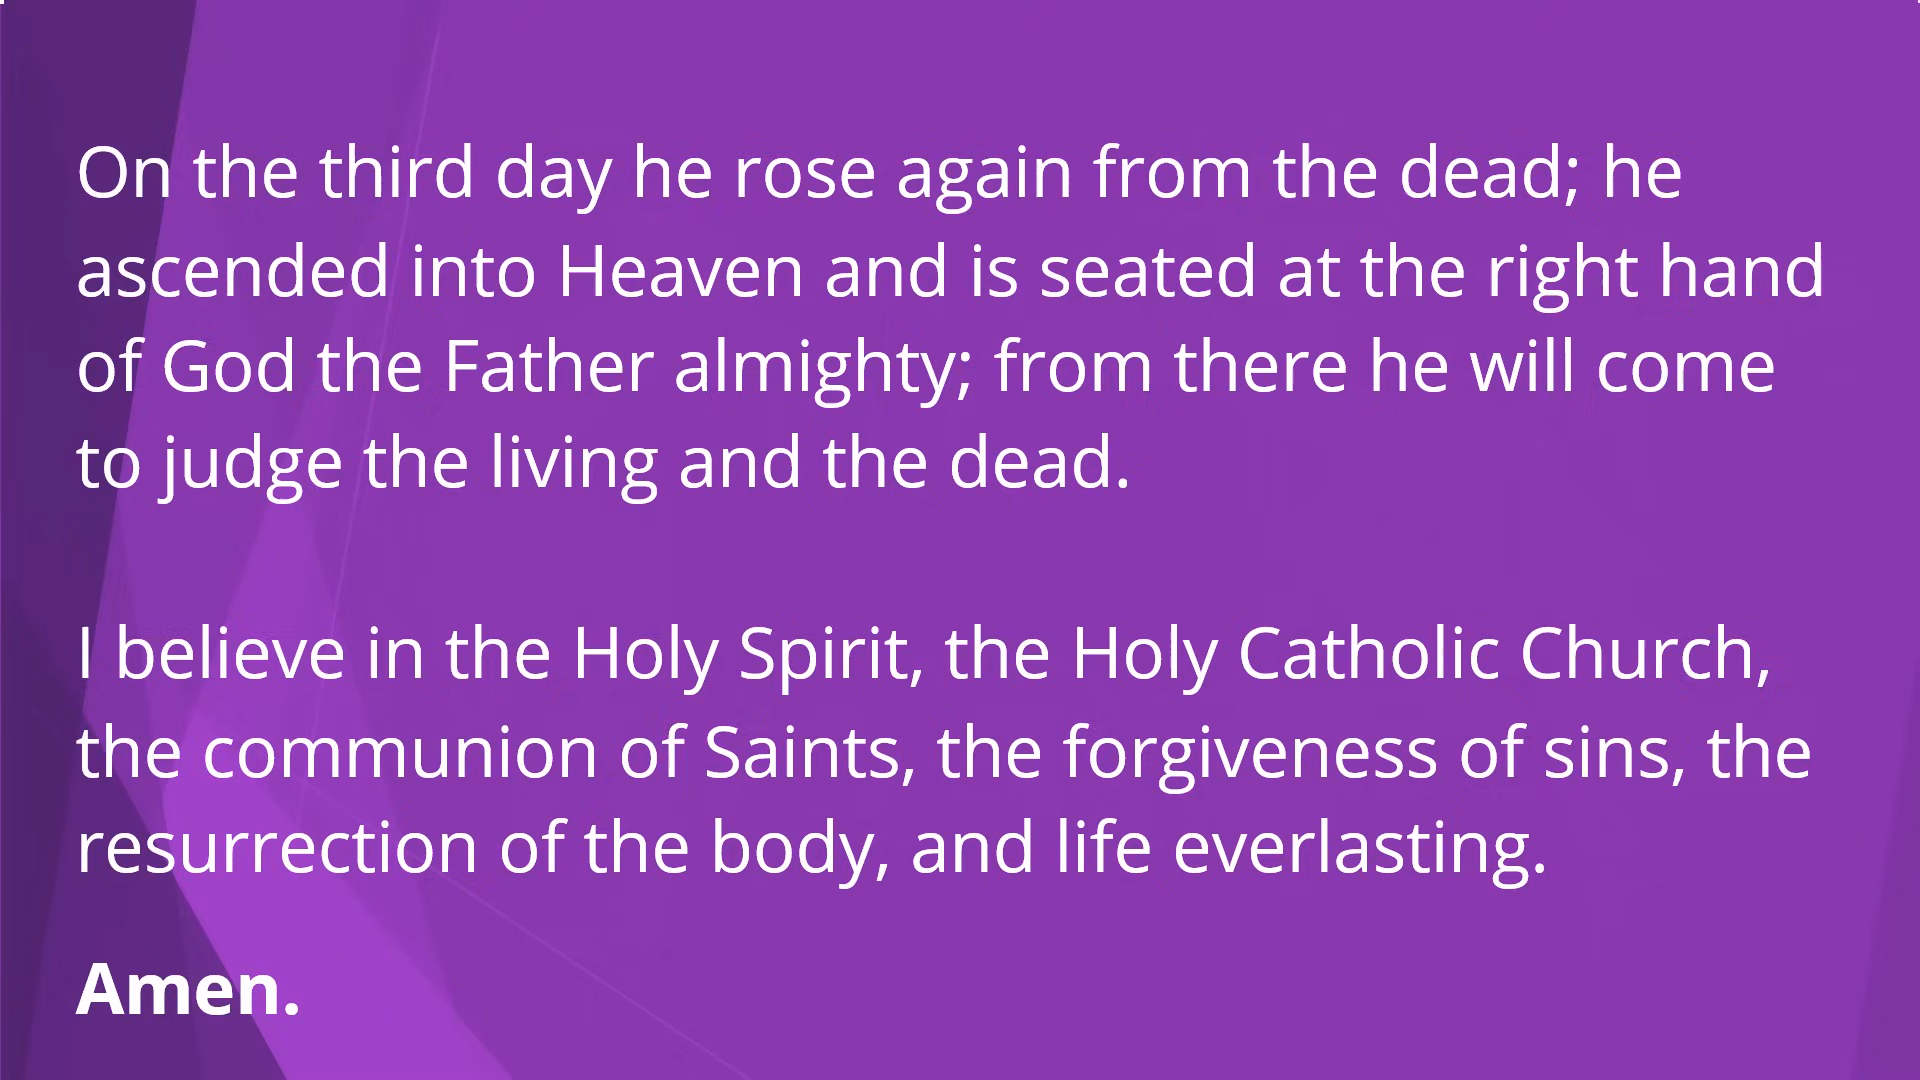 On the third day he rose again from the dead; he
ascended into Heaven and is seated at the right hand
of God the Father almighty; from there he will come
to judge the living and the dead.
I believe in the Holy Spirit, the Holy Catholic Church,
the communion of Saints, the forgiveness of sins, the
resurrection of the body, and life everlasting.
Amen.